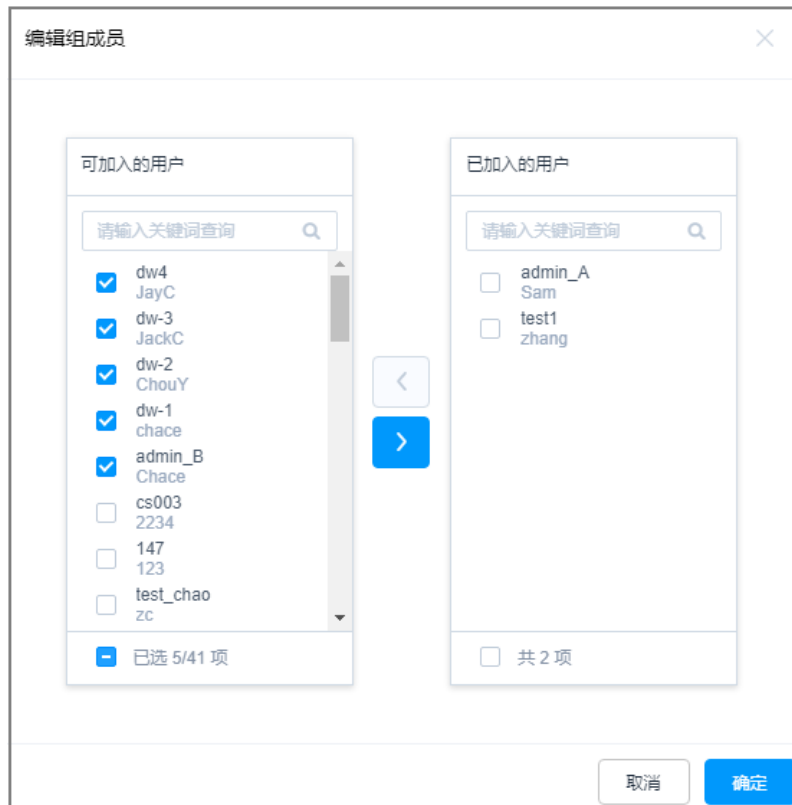 编辑组成员
可加入的用户
请输入关键词查询
dw4
JayC
dw-3
JackC
dw-2
ChouY
dw-1
chace
admin_B
Chace
cs003
2234
147
123
test_chao
zc
已选 5/41 项
已加入的用户
请输入关键词查询
admin_A
Sam
test1
zhang
共 2 项
取消
确定